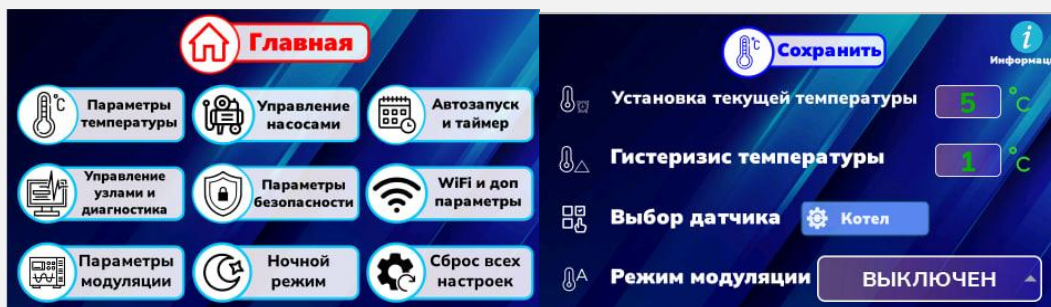 Главная
°C
Параметры
температуры
Управление
насосами
Автозапуск
и таймер
Управление
узлами и
диагностика
Параметры
безопасности
WiFi и доп
параметры
Параметры
модуляции
Ночной
режим
Сброс всех
настроек
°C
Сохранить
i
Информаци
Установка текущей температуры
5 °C
Гистеризис температуры
1 °C
Выбор датчика
Котел
A
Режим модуляции
ВЫКЛЮЧЕН